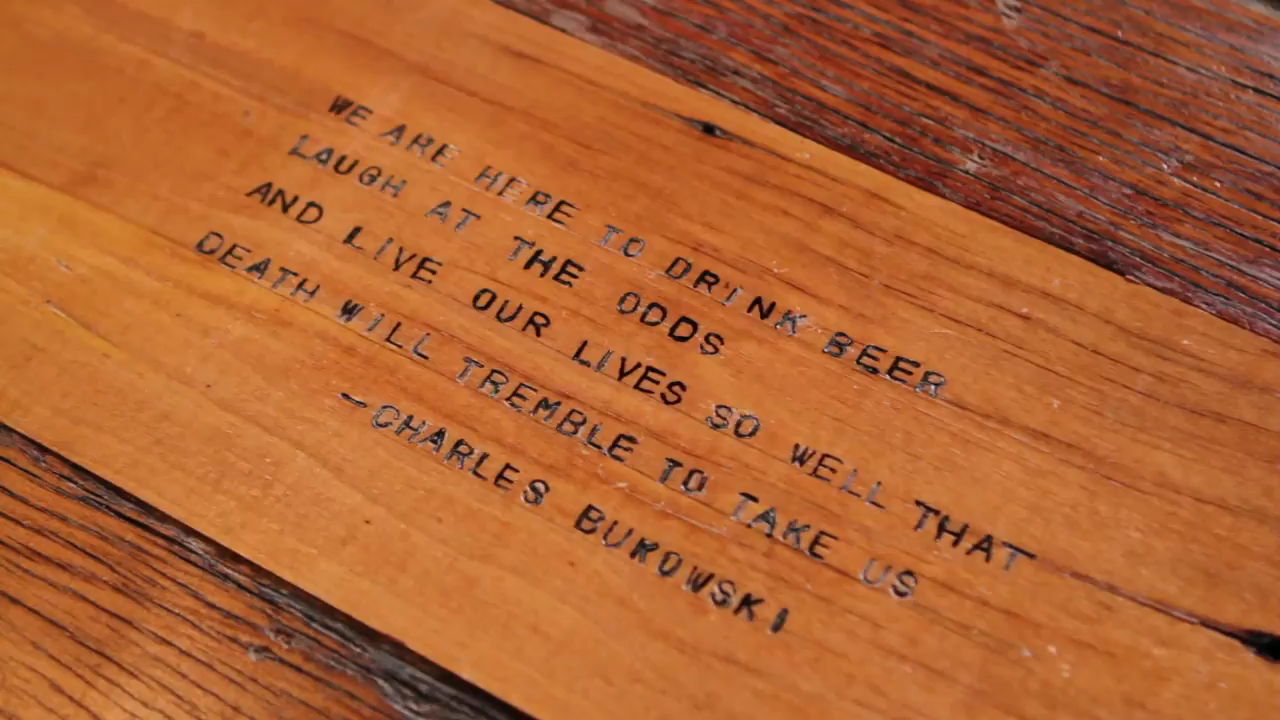 WE ARE HERE TO DRINK BEER
LAUGH AT THE ODDS
AND LIVE OUR LIVES SO WELL THAT
DEATH WILL TREMBLE TO TAKE US
-CHARLES BUROWSKI